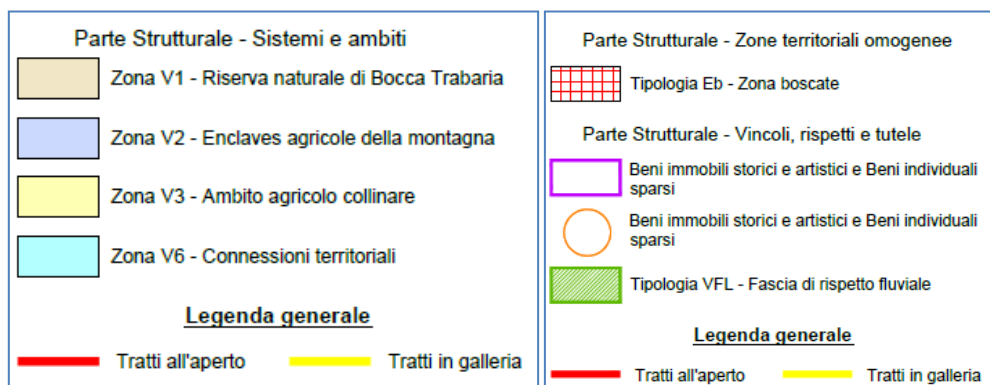 Parte Strutturale - Sistemi e ambiti
Zona V1 - Riserva naturale di Bocca Trabaria
Zona V2 - Enclaves agricole della montagna
Zona V3 - Ambito agricolo collinare
Zona V6 - Connessioni territoriali
Legenda generale
Tratti all'aperto
Tratti in galleria
Parte Strutturale - Zone territoriali omogenee
Tipologia Eb - Zona boscate
Parte Strutturale - Vincoli, rispetti e tutele
Beni immobili storici e artistici e Beni individuali
sparsi
Beni immobili storici e artistici e Beni individuali
sparsi
Tipologia VFL - Fascia di rispetto fluviale
Legenda generale
Tratti all'aperto
Tratti in galleria